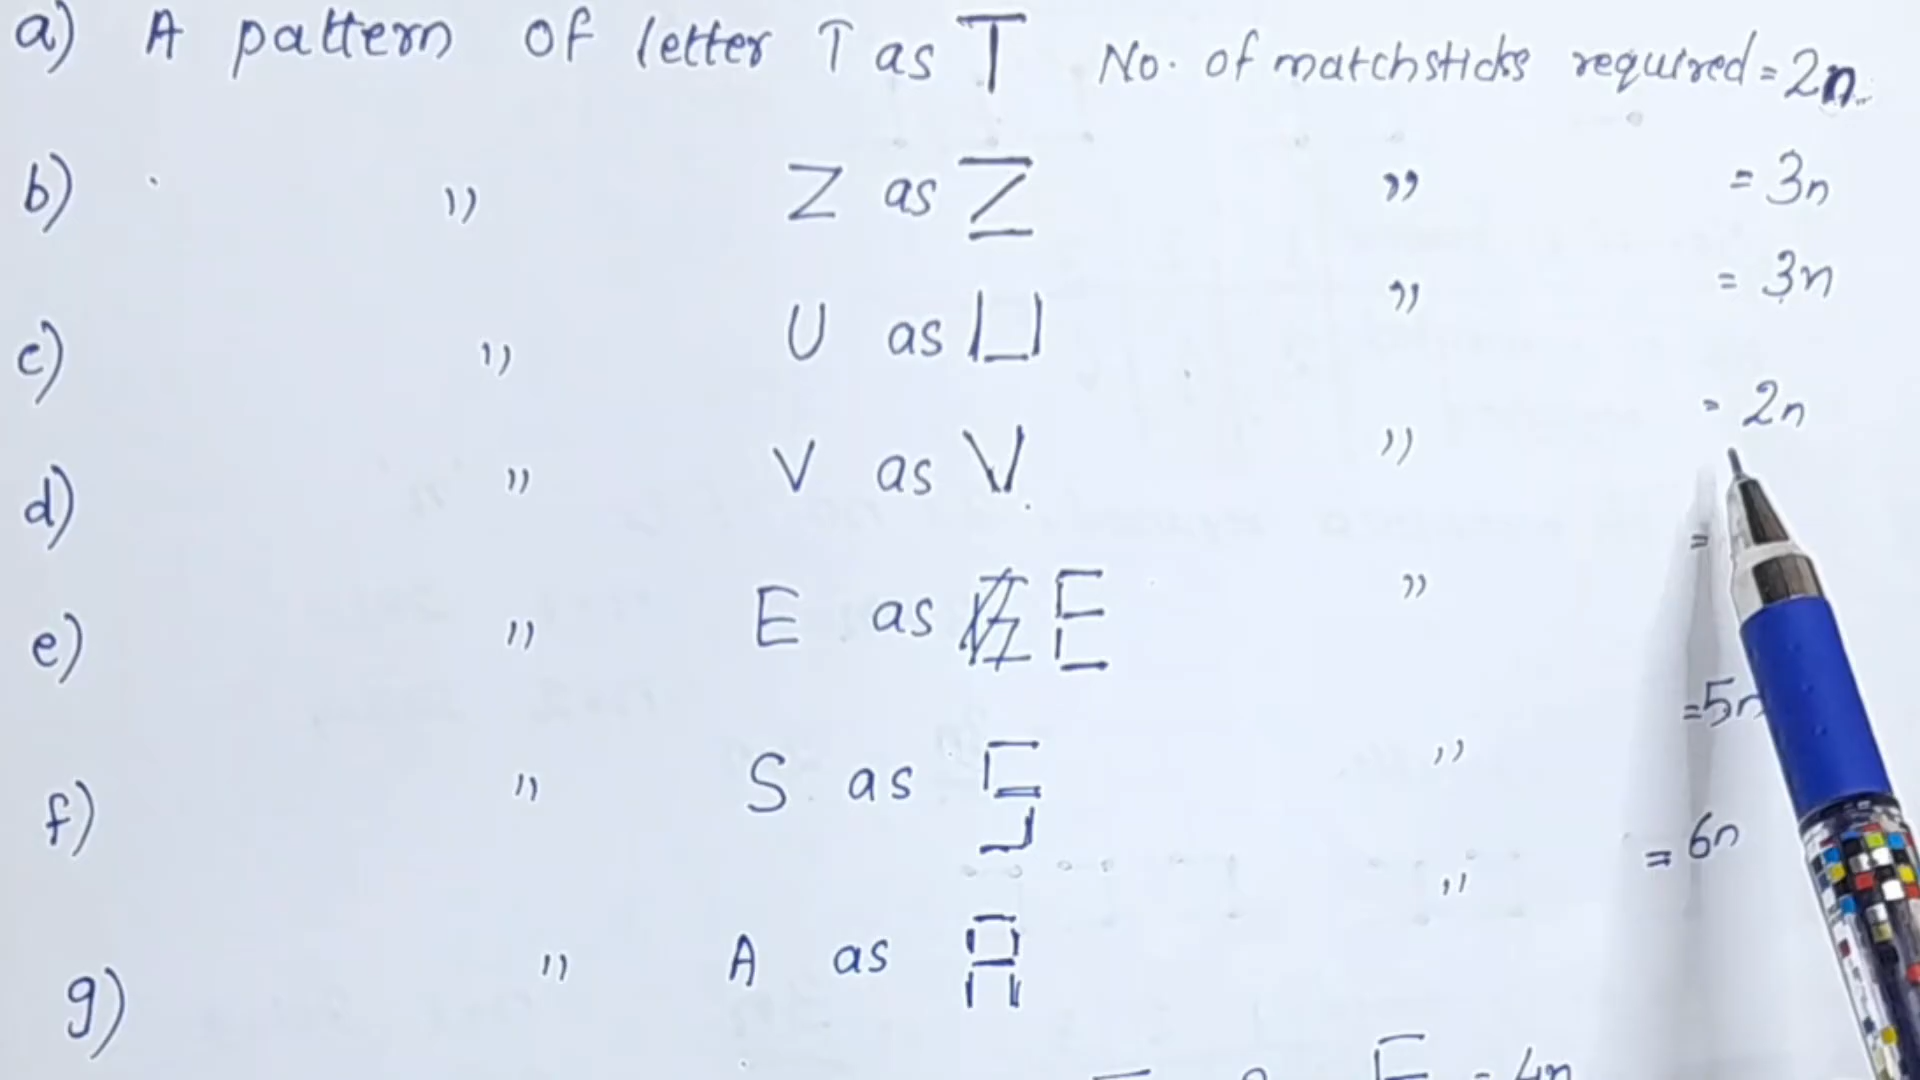 a) A pattern of letter T as T No. of matchsticks required = 2n.
b) " Z as Z " = 3n
c) " U as U " = 3n
d) " V as V " = 2n
e) " E as E " =
f) " S as S " = 5n
g) " A as A " = 6n
= 4n